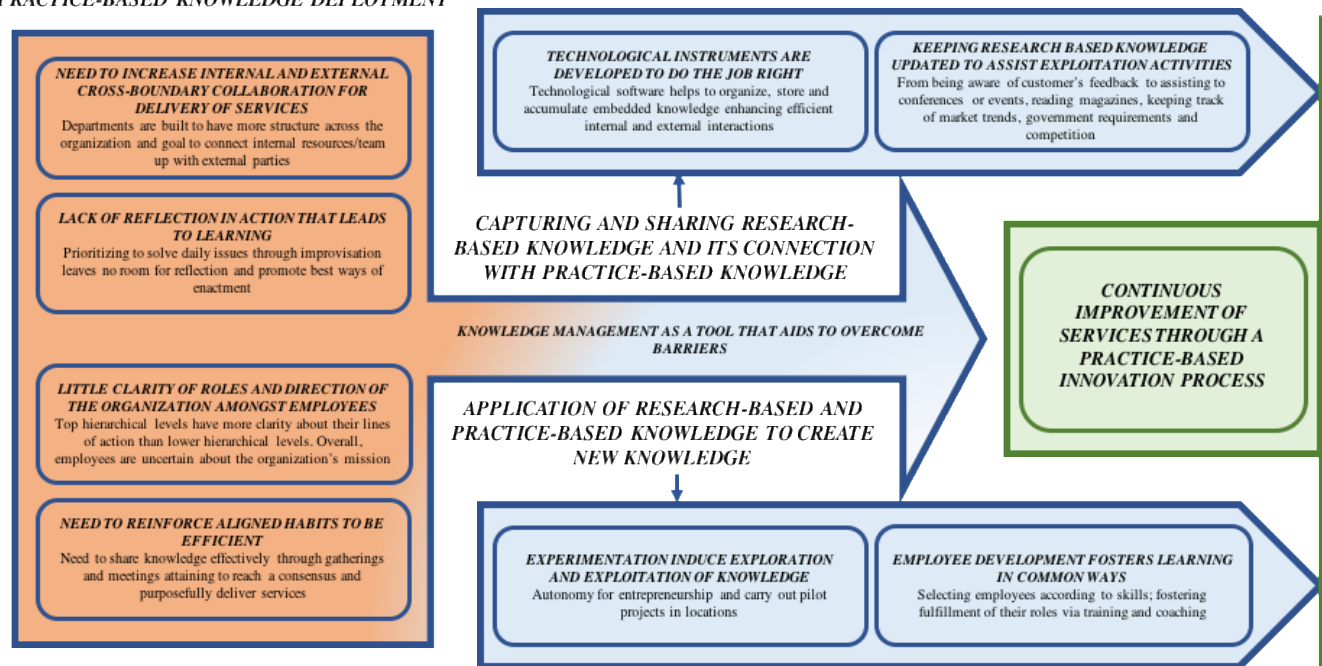 PRACTICE-BASED KNOWLEDGE DEPLOYMENT
NEED TO INCREASE INTERNAL AND EXTERNAL
CROSS-BOUNDARY COLLABORATION FOR
DELIVERY OF SERVICES
Departments are built to have more structure across the
organization and goal to connect internal resources/team
up with external parties
LACK OF REFLECTION IN ACTION THAT LEADS
TO LEARNING
Prioritizing to solve daily issues through improvisation
leaves no room for reflection and promote best ways of
enactment
LITTLE CLARITY OF ROLES AND DIRECTION OF
THE ORGANIZATION AMONGST EMPLOYEES
Top hierarchical levels have more clarity about their lines
of action than lower hierarchical levels. Overall,
employees are uncertain about the organization's mission
NEED TO REINFORCE ALIGNED HABITS TO BE
EFFICIENT
Need to share knowledge effectively through gatherings
and meetings attaining to reach a consensus and
purposefully deliver services
TECHNOLOGICAL INSTRUMENTS ARE
DEVELOPED TO DO THE JOB RIGHT
Technological software helps to organize, store and
accumulate embedded knowledge enhancing efficient
internal and external interactions
KEEPING RESEARCH BASED KNOWLEDGE
UPDATED TO ASSIST EXPLOITATION ACTIVITIES
From being aware of customer's feedback to assisting to
conferences or events, reading magazines, keeping track
of market trends, government requirements and
competition
CAPTURING AND SHARING RESEARCH-
BASED KNOWLEDGE AND ITS CONNECTION
WITH PRACTICE-BASED KNOWLEDGE
KNOWLEDGE MANAGEMENT AS A TOOL THAT AIDS TO OVERCOME
BARRIERS
APPLICATION OF RESEARCH-BASED AND
PRACTICE-BASED KNOWLEDGE TO CREATE
NEW KNOWLEDGE
EXPERIMENTATION INDUCE EXPLORATION
AND EXPLOITATION OF KNOWLEDGE
Autonomy for entrepreneurship and carry out pilot
projects in locations
EMPLOYEE DEVELOPMENT FOSTERS LEARNING
IN COMMON WAYS
Selecting employees according to skills; fostering
fulfillment of their roles via training and coaching
CONTINUOUS
IMPROVEMENT OF
SERVICES THROUGH A
PRACTICE-BASED
INNOVATION PROCESS